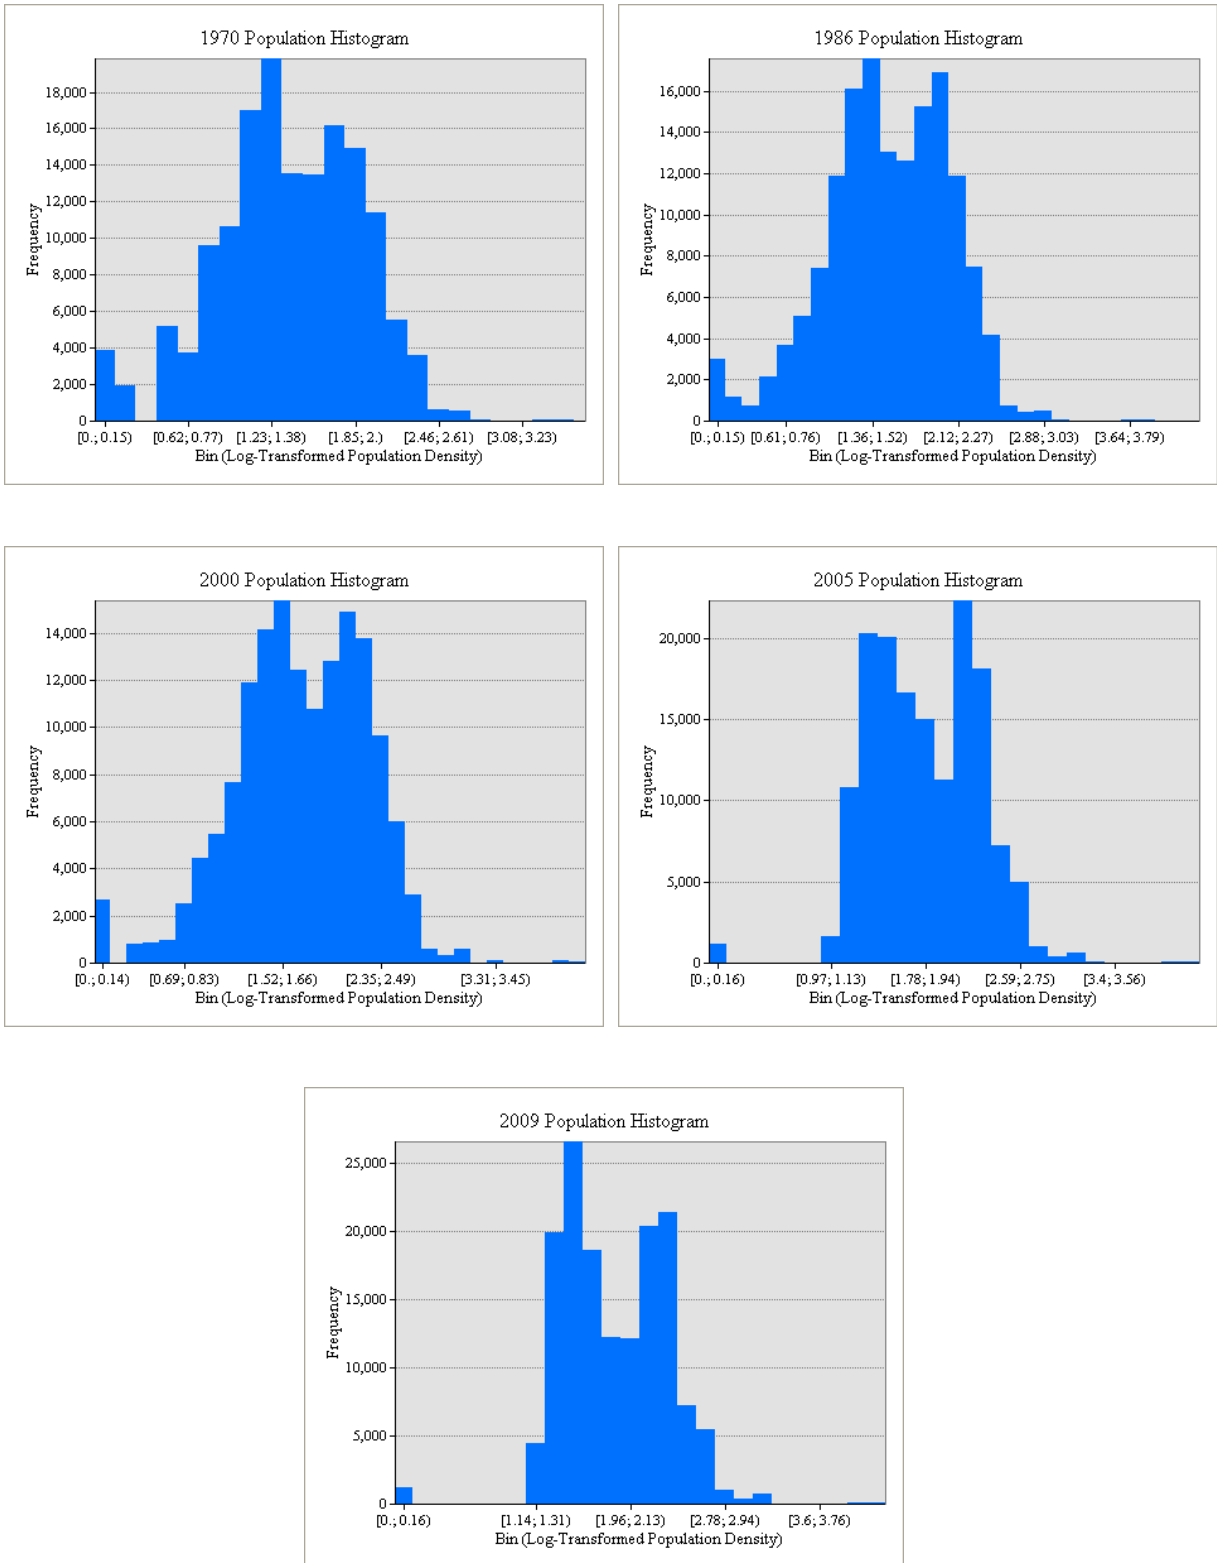 1970 Population Histogram
18,000
16,000
14,000
12,000
10,000
8,000
6,000
4,000
2,000
0
Frequency
[0.; 0.15) [0.62; 0.77) [1.23; 1.38) [1.85; 2.) [2.46; 2.61) [3.08; 3.23)
Bin (Log-Transformed Population Density)
1986 Population Histogram
16,000
14,000
12,000
10,000
8,000
6,000
4,000
2,000
0
Frequency
[0.; 0.15) [0.61; 0.76) [1.36; 1.52) [2.12; 2.27) [2.88; 3.03) [3.64; 3.79)
Bin (Log-Transformed Population Density)
2000 Population Histogram
14,000
12,000
10,000
8,000
6,000
4,000
2,000
0
Frequency
[0.; 0.14) [0.69; 0.83) [1.52; 1.66) [2.35; 2.49) [3.31; 3.45)
Bin (Log-Transformed Population Density)
2005 Population Histogram
20,000
15,000
10,000
5,000
0
Frequency
[0.; 0.16) [0.97; 1.13) [1.78; 1.94) [2.59; 2.75) [3.4; 3.56)
Bin (Log-Transformed Population Density)
2009 Population Histogram
25,000
20,000
15,000
10,000
5,000
0
Frequency
[0.; 0.16) [1.14; 1.31) [1.96; 2.13) [2.78; 2.94) [3.6; 3.76)
Bin (Log-Transformed Population Density)